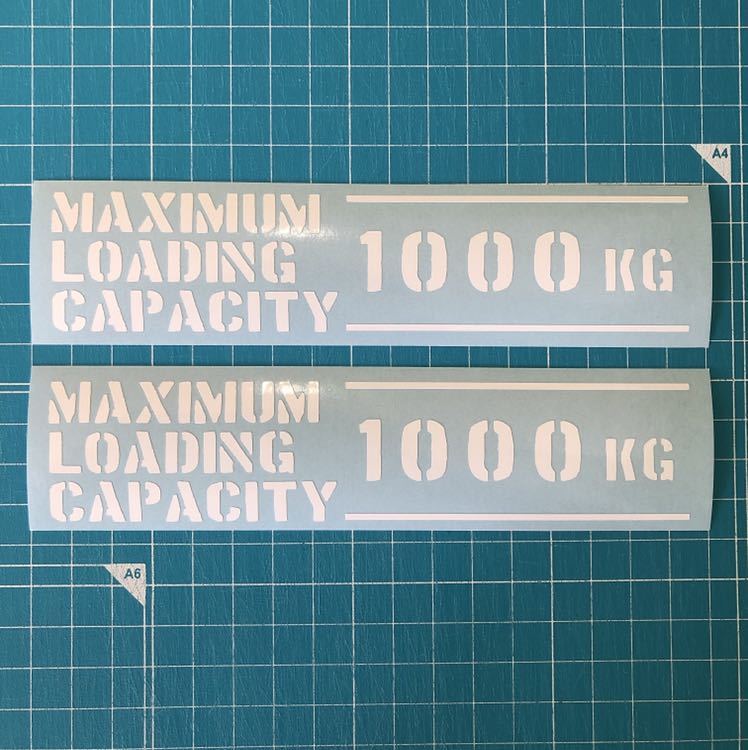 A4
MAXIMUM
LOADING
CAPACITY
1000 KG
MAXIMUM
LOADING
CAPACITY
1000 KG
A6